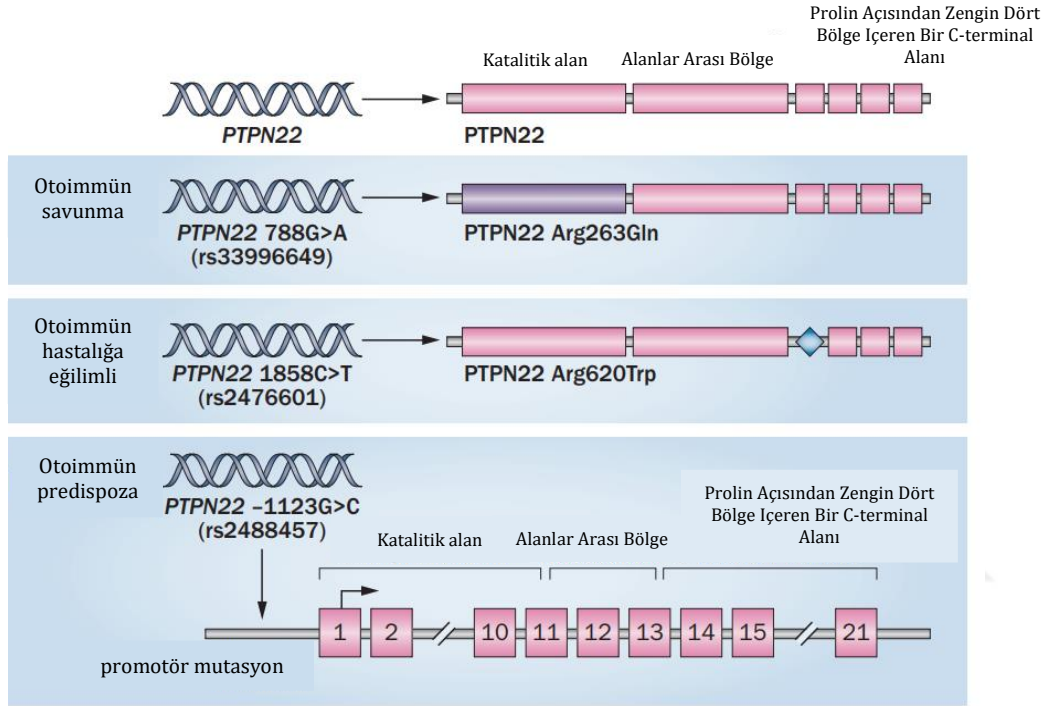 Prolin Açısından Zengin Dört
Bölge Içeren Bir C-terminal
Alanı
Katalitik alan
Alanlar Arası Bölge
PTPN22
PTPN22
Otoimmün
savunma
PTPN22 788G>A
(rs33996649)
PTPN22 Arg263Gln
Otoimmün
hastalığa
eğilimli
PTPN22 1858C>T
(rs2476601)
PTPN22 Arg620Trp
Otoimmün
predispoza
PTPN22 –1123G>C
(rs2488457)
Prolin Açısından Zengin Dört
Bölge Içeren Bir C-terminal
Alanı
Katalitik alan
Alanlar Arası Bölge
1 2 10 11 12 13 14 15 21
promotör mutasyon